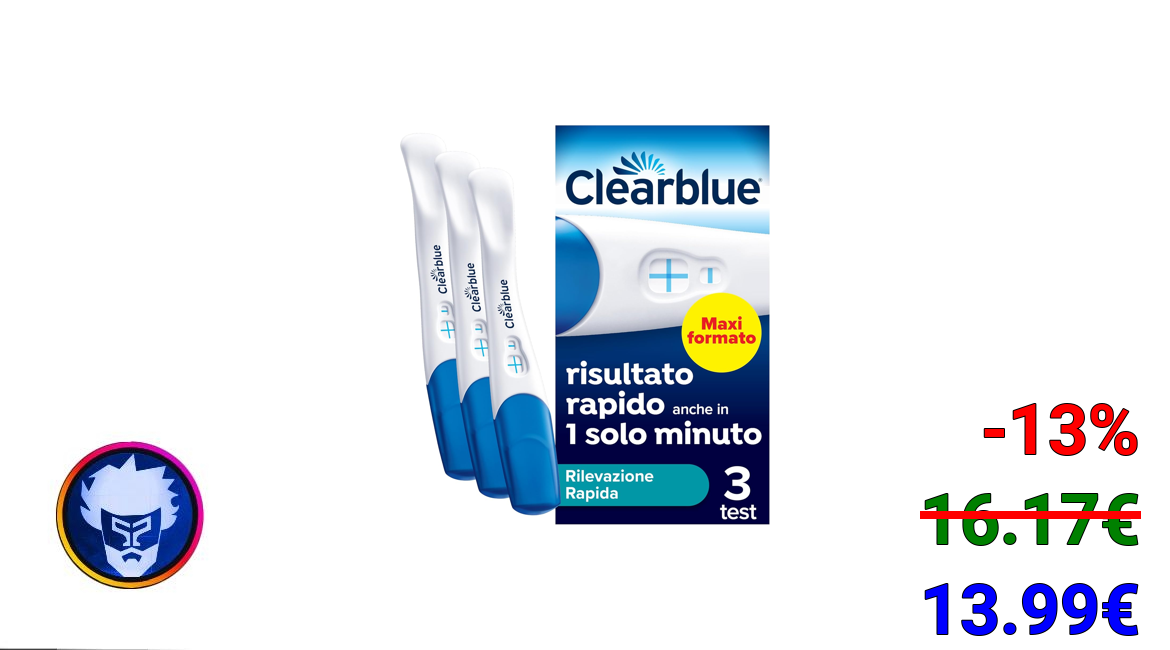 Clearblue
Clearblue
Clearblue
Clearblue
Maxi
formato
risultato
rapido anche in
1 solo minuto
Rilevazione
Rapida
3
test
-13%
16.17€
13.99€